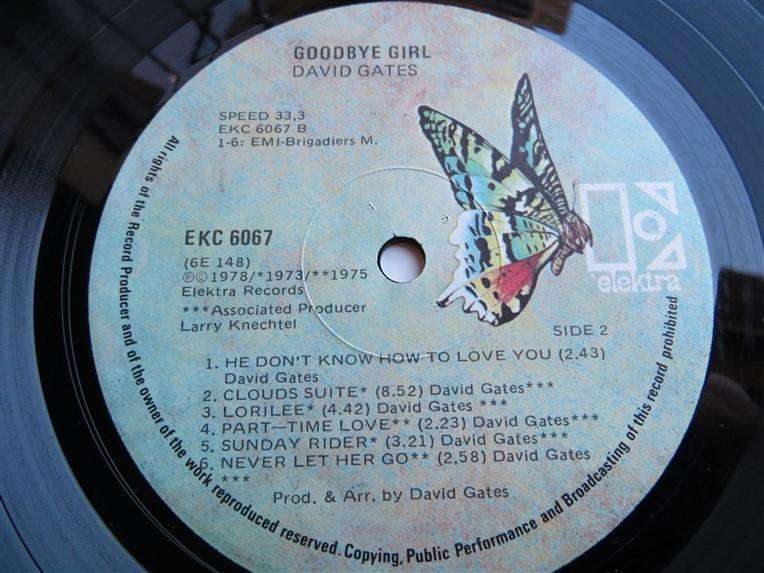 GOODBYE GIRL
DAVID GATES
SPEED 33,3
EKC 6067 B
1-6: EMI-Brigadiers M.
EKC 6067
(6E 148)
℗© 1978/*1973/**1975
Elektra Records
***Associated Producer
Larry Knechtel
elektra
SIDE 2
1. HE DON'T KNOW HOW TO LOVE YOU (2.43)
David Gates
2. CLOUDS SUITE* (8.52) David Gates***
3. LORILEE* (4.42) David Gates ***
4. PART—TIME LOVE** (2.23) David Gates***
5. SUNDAY RIDER* (3.21) David Gates***
6. NEVER LET HER GO** (2.58) David Gates
***
Prod. & Arr. by David Gates
All rights of the Record Producer and of the owner of the work reproduced reserved. Copying, Public Performance and Broadcasting of this record prohibited